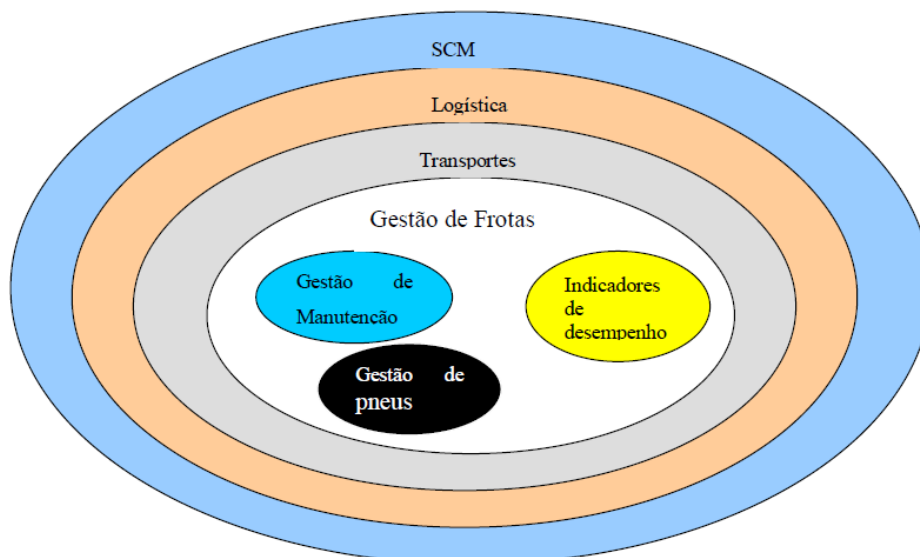 SCM
Logística
Transportes
Gestão de Frotas
Gestão de
Manutenção
Indicadores
de
desempenho
Gestão de
pneus